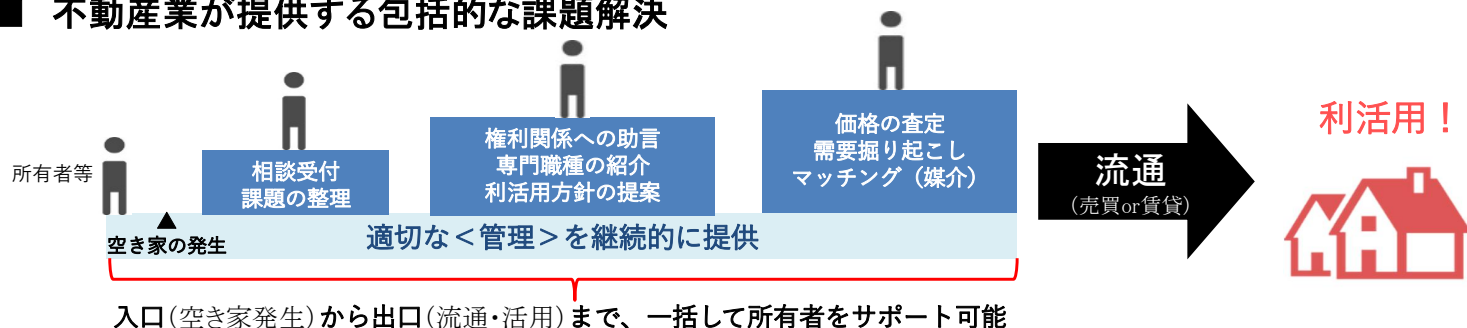 ■ 不動産業が提供する包括的な課題解決
所有者等
▲
空き家の発生
相談受付
課題の整理
権利関係への助言
専門職種の紹介
利活用方針の提案
価格の査定
需要掘り起こし
マッチング（媒介）
適切な＜管理＞を継続的に提供
流通
（売買or賃貸）
利活用！
入口（空き家発生）から出口（流通・活用）まで、一括して所有者をサポート可能